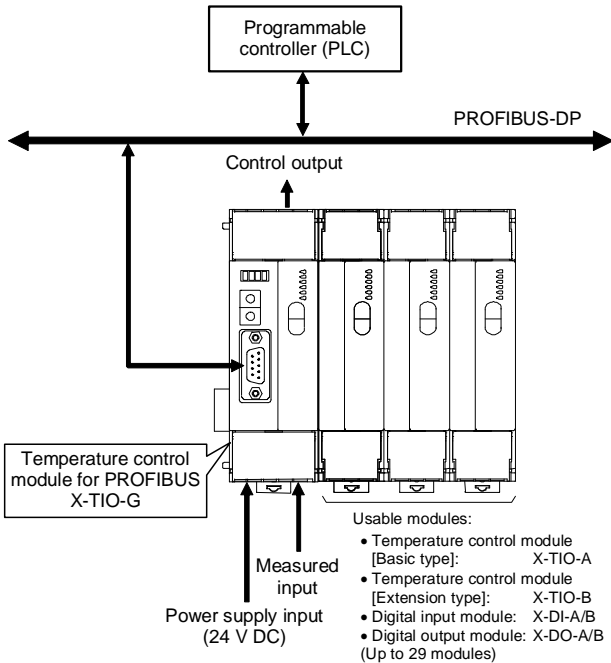 Programmable
controller (PLC)
PROFIBUS-DP
Control output
Temperature control
module for PROFIBUS
X-TIO-G
Measured
input
Power supply input
(24 V DC)
Usable modules:
• Temperature control module
[Basic type]: X-TIO-A
• Temperature control module
[Extension type]: X-TIO-B
• Digital input module: X-DI-A/B
• Digital output module: X-DO-A/B
(Up to 29 modules)